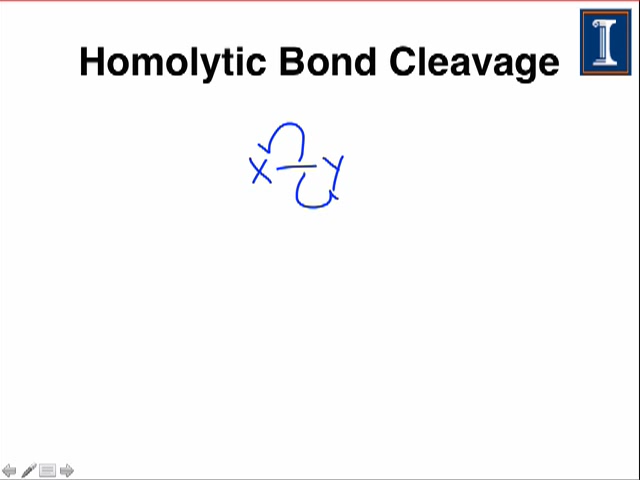 Homolytic Bond Cleavage
I
X — Y